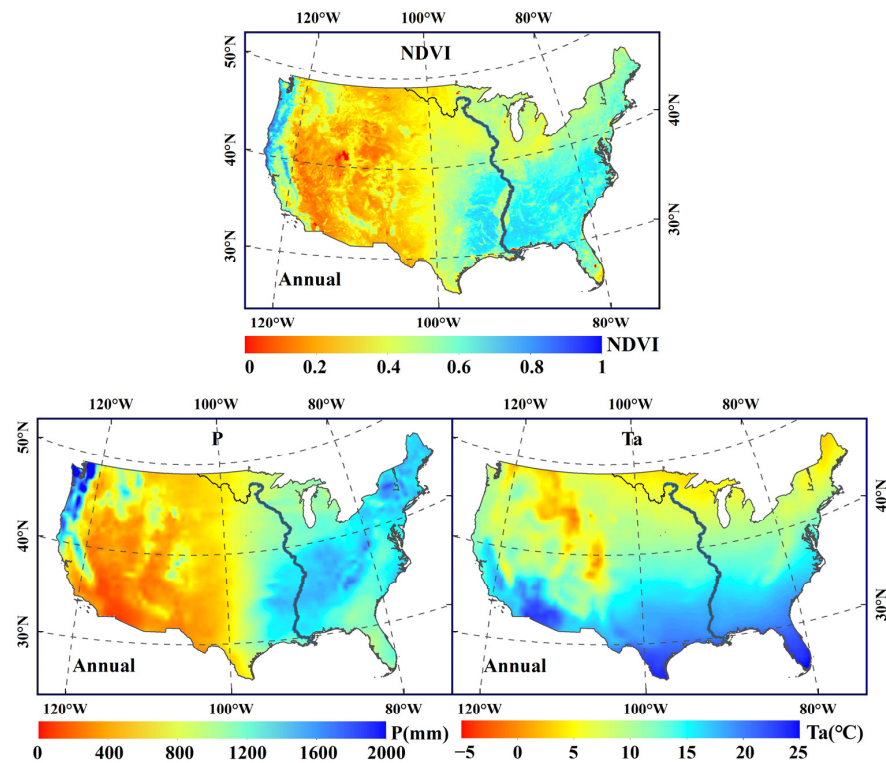 120°W 100°W 80°W
NDVI
50°N
40°N
40°N
30°N
30°N
Annual
120°W 100°W 80°W
NDVI
0 0.2 0.4 0.6 0.8 1
120°W 100°W 80°W 120°W 100°W 80°W
P Ta
50°N
40°N
40°N
30°N
30°N
Annual Annual
120°W 100°W 80°W 120°W 100°W 80°W
P(mm) Ta(°C)
0 400 800 1200 1600 2000 −5 0 5 10 15 20 25